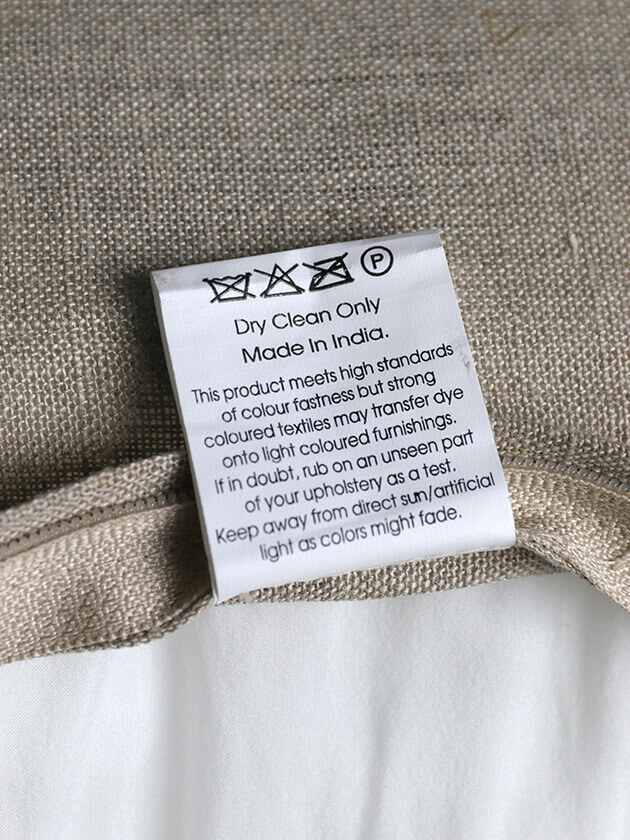 P
Dry Clean Only
Made In India.
This product meets high standards
of colour fastness but strong
coloured textiles may transfer dye
onto light coloured furnishings.
If in doubt, rub on an unseen part
of your upholstery as a test.
Keep away from direct sun/artificial
light as colors might fade.